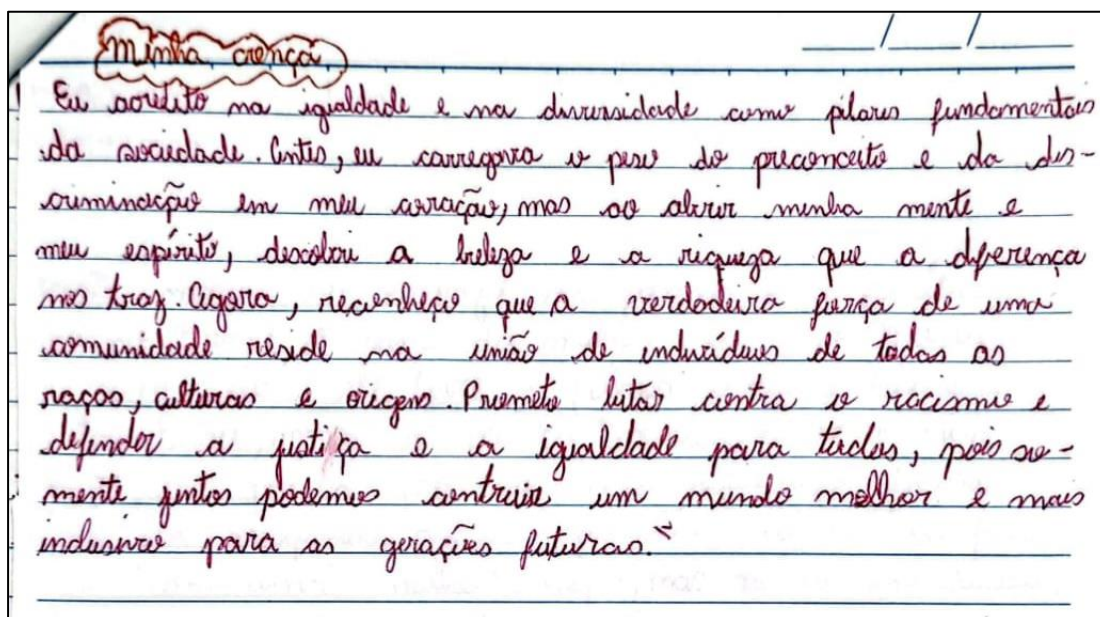 Minha crença
Eu acredito na igualdade e na diversidade como pilares fundamentais
da sociedade. Antes, eu carregava o peso do preconceito e da dis-
criminação em meu coração, mas ao abrir minha mente e
meu espírito, descobri a beleza e a riqueza que a diferença
nos traz. Agora, reconheço que a verdadeira força de uma
comunidade reside na união de indivíduos de todas as
raças, culturas e origens. Prometo lutar contra o racismo e
defender a justiça e a igualdade para todos, pois so-
mente juntos podemos contruir um mundo melhor e mais
inclusivo para as gerações futuras.